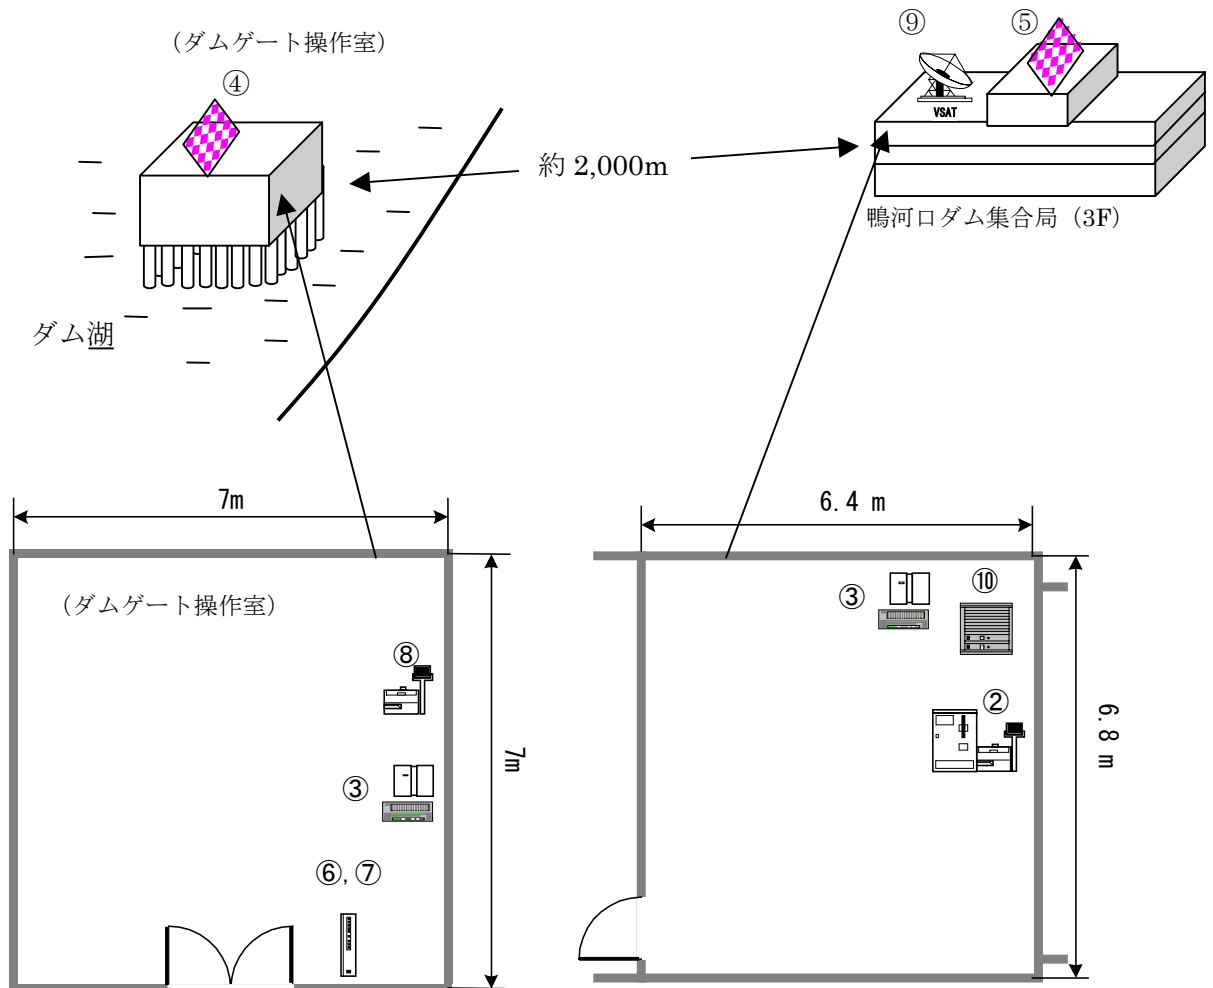 （ダムゲート操作室）
④
⑨
⑤
VSAT
約 2,000m
鴨河口ダム集合局（3F）
ダム湖
7m
6.4 m
（ダムゲート操作室）
③
⑩
⑧
②
7m
6.8 m
③
⑥, ⑦